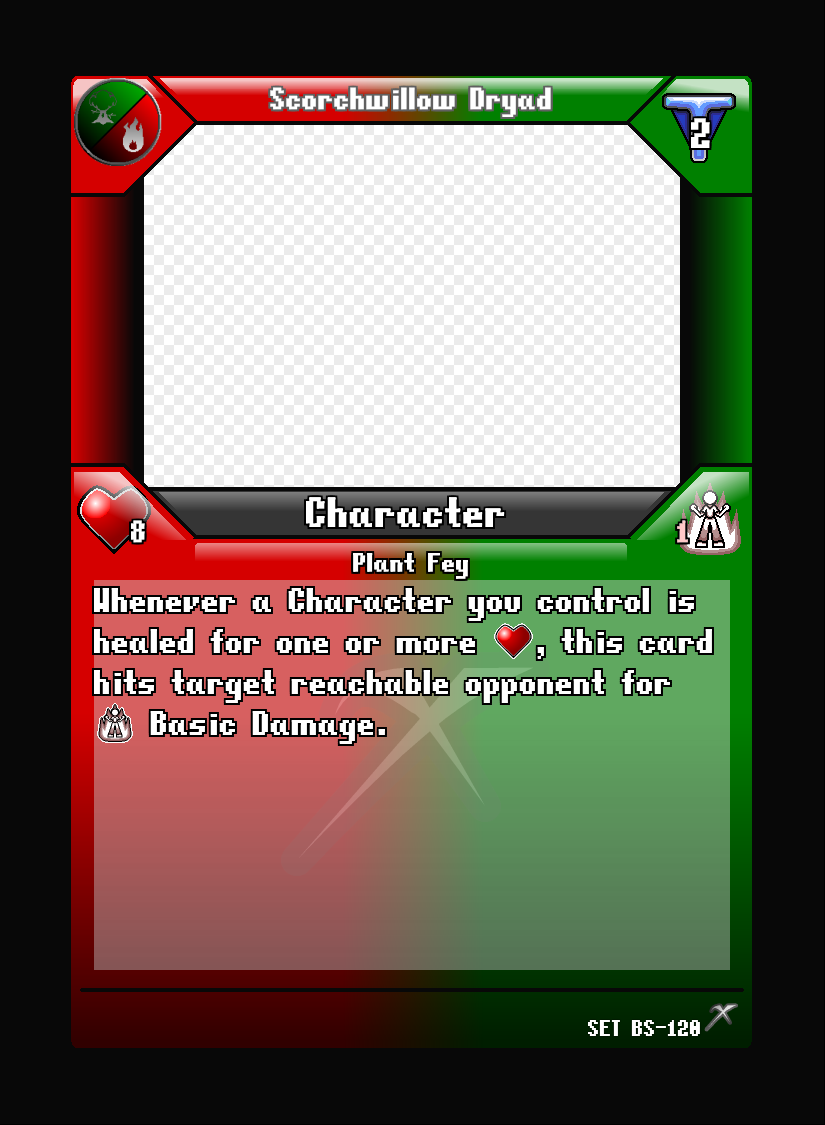 Scorchwillow Dryad
2
Character
8
1
Plant Fey
Whenever a Character you control is
healed for one or more , this card
hits target reachable opponent for
Basic Damage.
SET BS-120